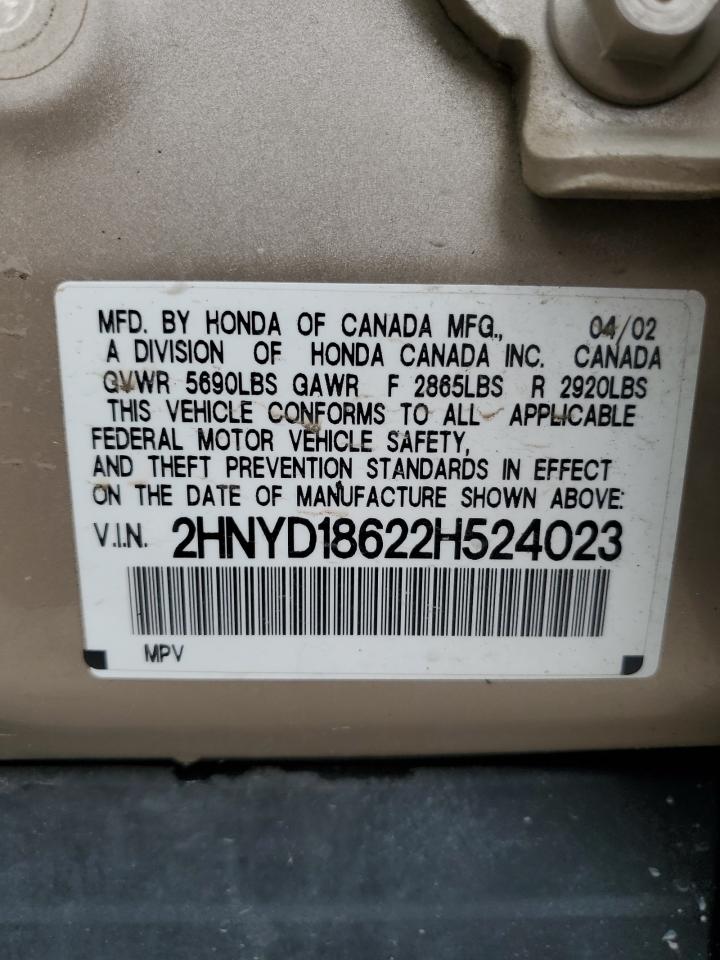 MFD. BY HONDA OF CANADA MFG., 04/02
A DIVISION OF HONDA CANADA INC. CANADA
GVWR 5690LBS GAWR F 2865LBS R 2920LBS
THIS VEHICLE CONFORMS TO ALL APPLICABLE
FEDERAL MOTOR VEHICLE SAFETY,
AND THEFT PREVENTION STANDARDS IN EFFECT
ON THE DATE OF MANUFACTURE SHOWN ABOVE:
V.I.N. 2HNYD18622H524023
MPV